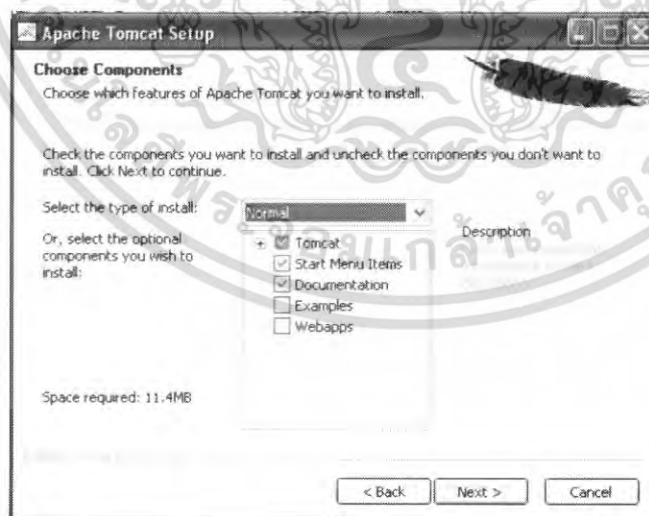 Apache Tomcat Setup
Choose Components
Choose which features of Apache Tomcat you want to install.
Check the components you want to install and uncheck the components you don't want to
install. Click Next to continue.
Select the type of install:
Normal
Or, select the optional
components you wish to
install:
+ Tomcat
Start Menu Items
Documentation
Examples
Webapps
Description
Space required: 11.4MB
< Back
Next >
Cancel